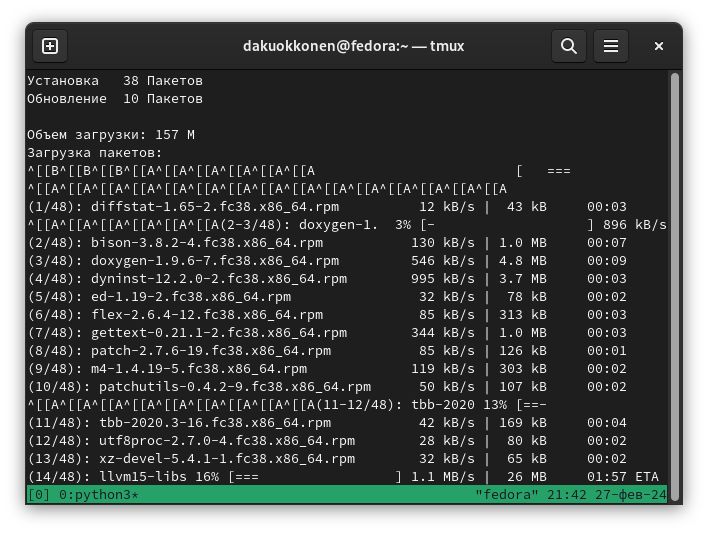 dakuokkonen@fedora:~ — tmux
Установка   38 Пакетов
Обновление  10 Пакетов
Объем загрузки: 157 M
Загрузка пакетов:
^[[B^[[B^[[B^[[A^[[A^[[A^[[A^[[A^[[A^[[A                         [   ===
^[[A^[[A^[[A^[[A^[[A^[[A^[[A^[[A^[[A^[[A^[[A^[[A^[[A^[[A^[[A
(1/48): diffstat-1.65-2.fc38.x86_64.rpm          12 kB/s |  43 kB     00:03
^[[A^[[A^[[A^[[A^[[A^[[A(2-3/48): doxygen-1.  3% [-                   ] 896 kB/s
(2/48): bison-3.8.2-4.fc38.x86_64.rpm           130 kB/s | 1.0 MB     00:07
(3/48): doxygen-1.9.6-7.fc38.x86_64.rpm         546 kB/s | 4.8 MB     00:09
(4/48): dyninst-12.2.0-2.fc38.x86_64.rpm        995 kB/s | 3.7 MB     00:03
(5/48): ed-1.19-2.fc38.x86_64.rpm                32 kB/s |  78 kB     00:02
(6/48): flex-2.6.4-12.fc38.x86_64.rpm            85 kB/s | 313 kB     00:03
(7/48): gettext-0.21.1-2.fc38.x86_64.rpm        344 kB/s | 1.0 MB     00:03
(8/48): patch-2.7.6-19.fc38.x86_64.rpm           85 kB/s | 126 kB     00:01
(9/48): m4-1.4.19-5.fc38.x86_64.rpm             119 kB/s | 303 kB     00:02
(10/48): patchutils-0.4.2-9.fc38.x86_64.rpm      50 kB/s | 107 kB     00:02
^[[A^[[A^[[A^[[A^[[A^[[A^[[A^[[A^[[A(11-12/48): tbb-2020 13% [==-
(11/48): tbb-2020.3-16.fc38.x86_64.rpm           42 kB/s | 169 kB     00:04
(12/48): utf8proc-2.7.0-4.fc38.x86_64.rpm        28 kB/s |  80 kB     00:02
(13/48): xz-devel-5.4.1-1.fc38.x86_64.rpm        32 kB/s |  65 kB     00:02
(14/48): llvm15-libs 16% [===                 ] 1.1 MB/s |  26 MB     01:57 ETA
[0] 0:python3*                                          "fedora" 21:42 27-фев-24